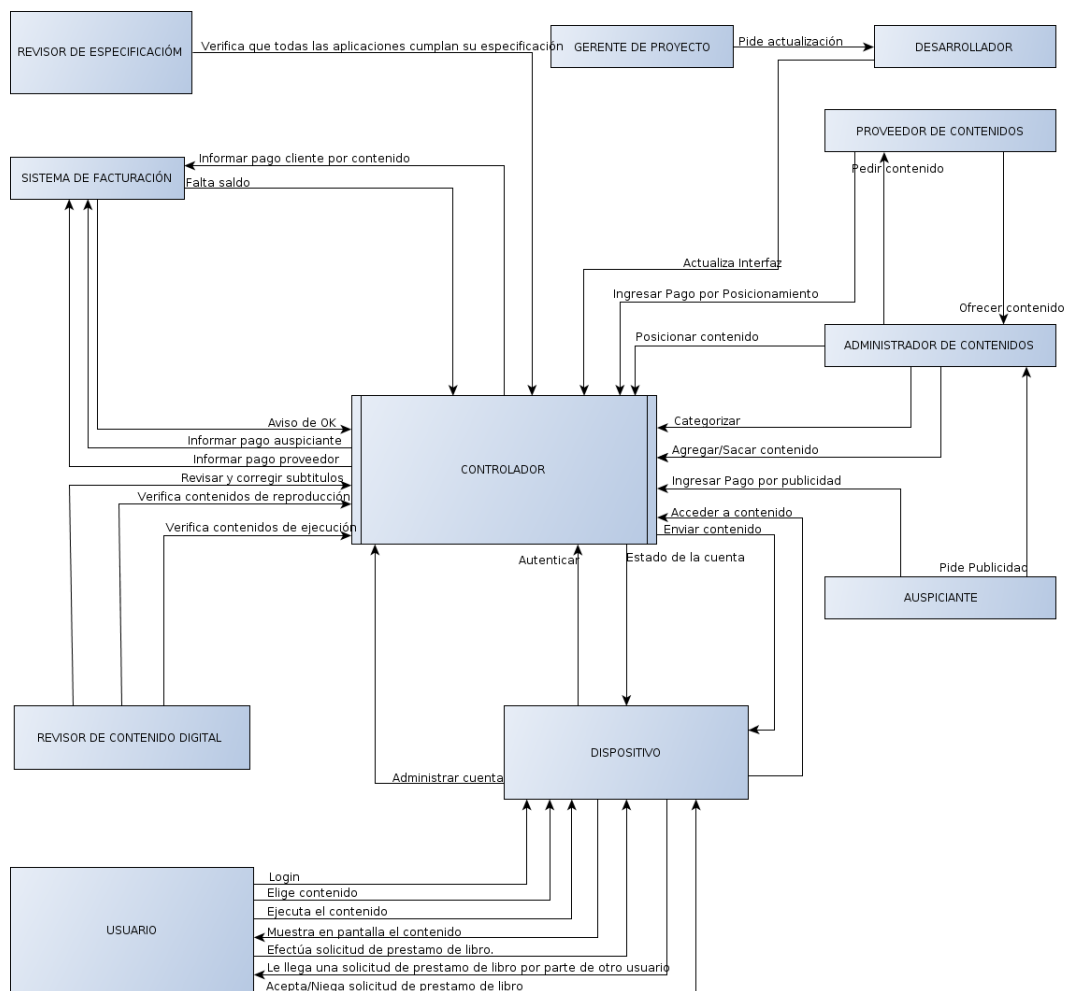 REVISOR DE ESPECIFICACIÓM
Verifica que todas las aplicaciones cumplan su especificación
GERENTE DE PROYECTO
Pide actualización
DESARROLLADOR
PROVEEDOR DE CONTENIDOS
Informar pago cliente por contenido
Pedir contenido
SISTEMA DE FACTURACIÓN
Falta saldo
Actualiza Interfaz
Ingresar Pago por Posicionamiento
Ofrecer contenido
Posicionar contenido
ADMINISTRADOR DE CONTENIDOS
Aviso de OK
Categorizar
Informar pago auspiciante
Agregar/Sacar contenido
Informar pago proveedor
CONTROLADOR
Revisar y corregir subtitulos
Ingresar Pago por publicidad
Verifica contenidos de reproducción
Acceder a contenido
Verifica contenidos de ejecución
Enviar contenido
Autenticar
Estado de la cuenta
Pide Publicidad
AUSPICIANTE
REVISOR DE CONTENIDO DIGITAL
DISPOSITIVO
Administrar cuenta
Login
Elige contenido
Ejecuta el contenido
USUARIO
Muestra en pantalla el contenido
Efectúa solicitud de prestamo de libro.
Le llega una solicitud de prestamo de libro por parte de otro usuario
Acepta/Niega solicitud de prestamo de libro